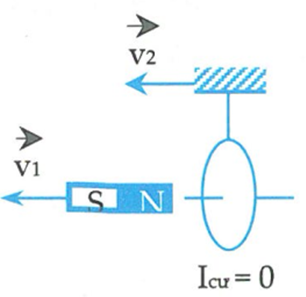 v2
v1
S N
Icư = 0